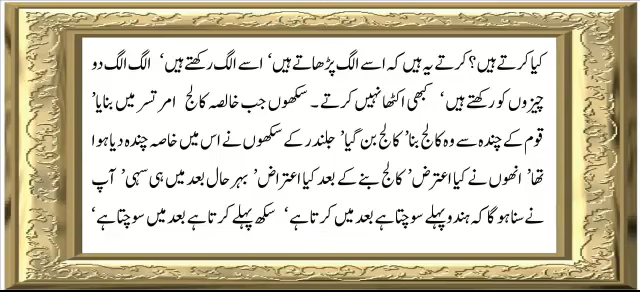 کیا کرتے ہیں؟ کرتے یہ ہیں کہ اسے الگ پڑھاتے ہیں‘ اسے الگ رکھتے ہیں‘ الگ الگ دو
چیزوں کو رکھتے ہیں‘ کبھی اکٹھا نہیں کرتے ۔ سکھوں جب خالصہ کالج امرتسر میں بنایا’
قوم کے چندہ سے وہ کالج بنا’ کالج بن گیا’ جلندر کے سکھوں نے اس میں خاصہ چندہ دیا ہوا
تھا’ انھوں نے کیا اعترض’ کالج بنے کے بعد کیا اعتراض’ بہر حال بعد میں ہی سہی’ آپ
نے سنا ہو گا کہ ہندو پہلے سوچتا ہے بعد میں کرتا ہے‘ سکھ پہلے کرتا ہے بعد میں سوچتا ہے‘